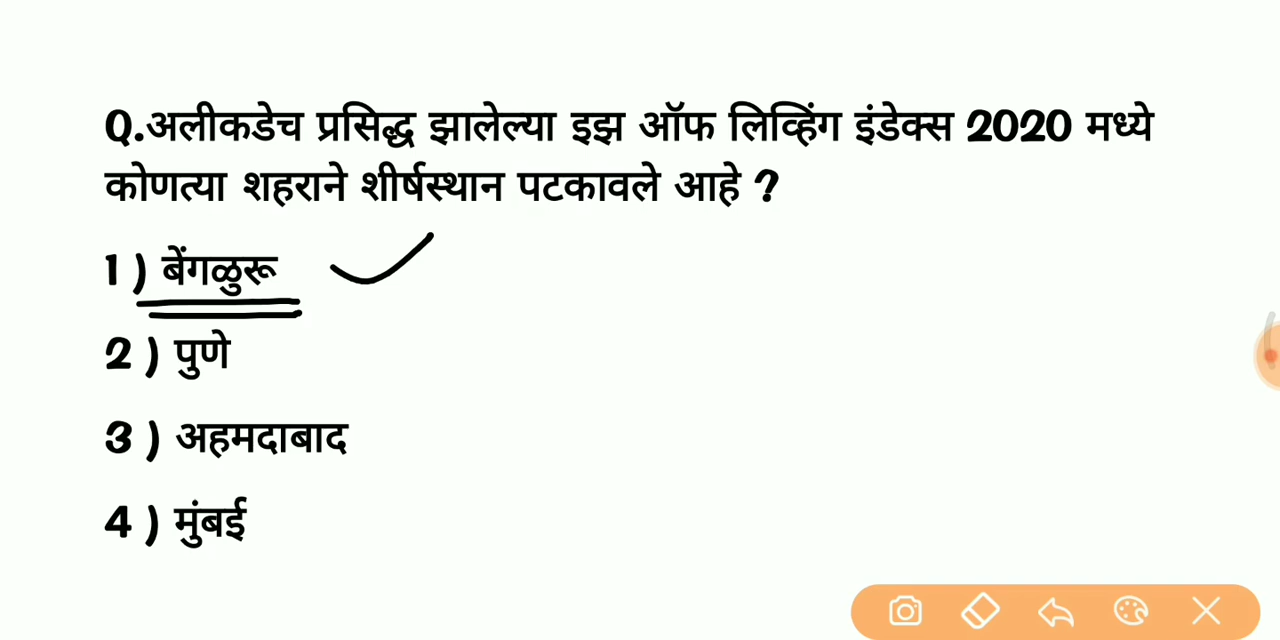 Q.अलीकडेच प्रसिद्ध झालेल्या इझ ऑफ लिव्हिंग इंडेक्स 2020 मध्ये
कोणत्या शहराने शीर्षस्थान पटकावले आहे ?
1 ) बेंगळुरू
2 ) पुणे
3 ) अहमदाबाद
4 ) मुंबई